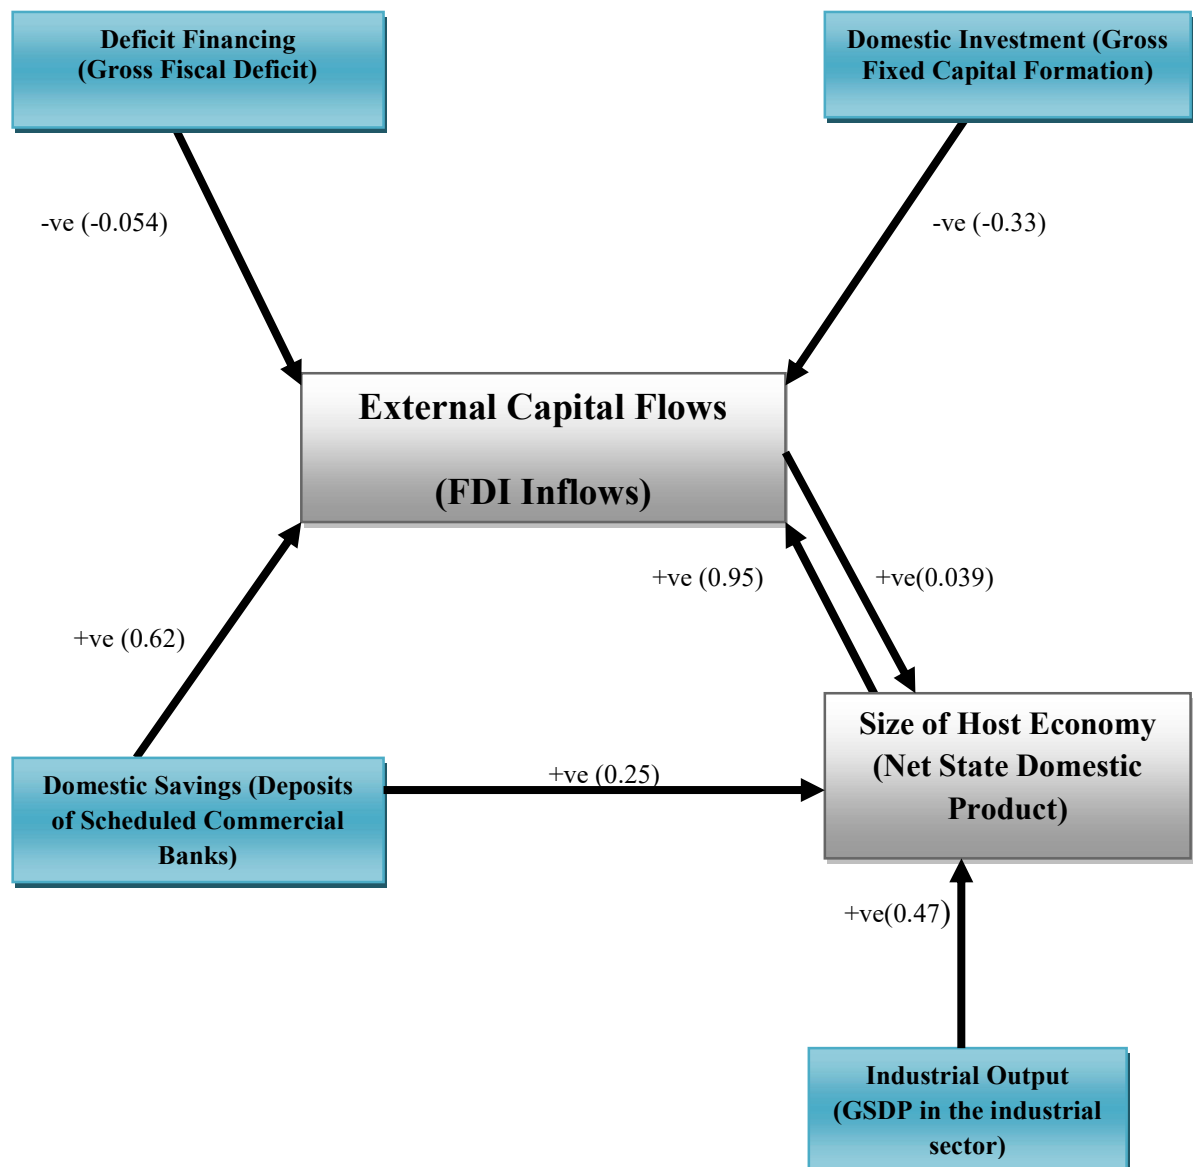 Deficit Financing
(Gross Fiscal Deficit)
Domestic Investment (Gross
Fixed Capital Formation)
-ve (-0.054)
-ve (-0.33)
External Capital Flows
(FDI Inflows)
+ve (0.95)
+ve(0.039)
+ve (0.62)
Size of Host Economy
(Net State Domestic
Product)
+ve (0.25)
Domestic Savings (Deposits
of Scheduled Commercial
Banks)
+ve(0.47)
Industrial Output
(GSDP in the industrial
sector)